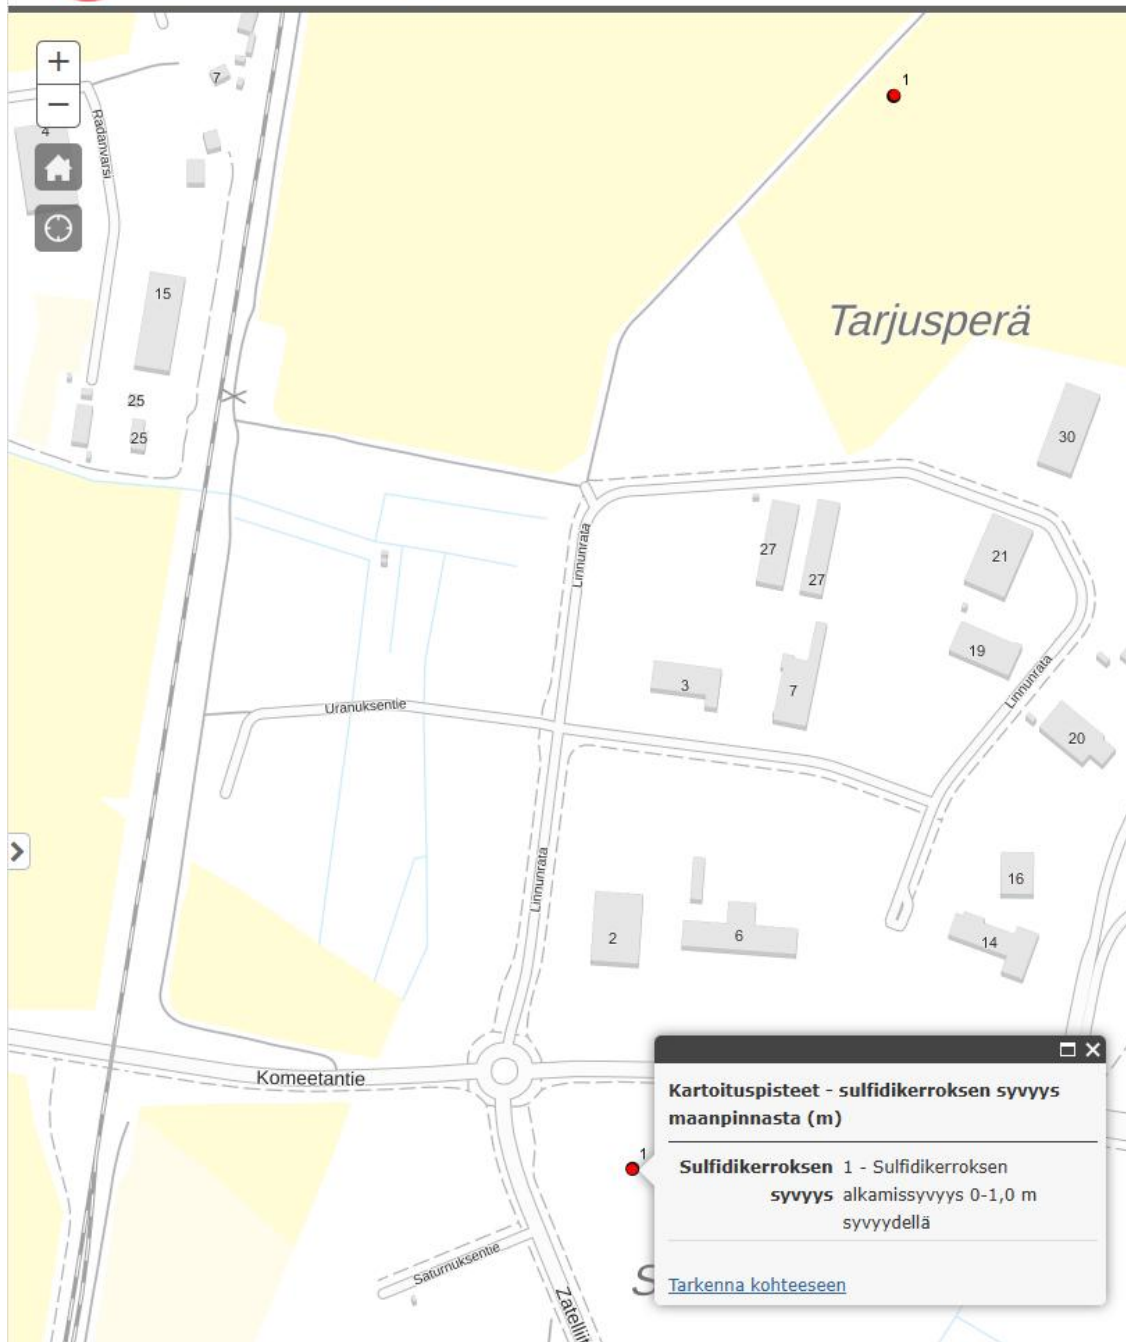 1
7
4
Radanvarsi
15
Tarjusperä
25
25
30
27
27
21
Linnunrata
3
7
19
Linnunrata
Uranuksentie
20
Linnunrata
2
6
16
14
Komeetantie
Kartoituspisteet - sulfidikerroksen syvyys
maanpinnasta (m)
1
Sulfidikerroksen 1 - Sulfidikerroksen
syvyys alkamissyvyys 0-1,0 m
syvyydellä
Saturnuksentie
Tarkenna kohteeseen